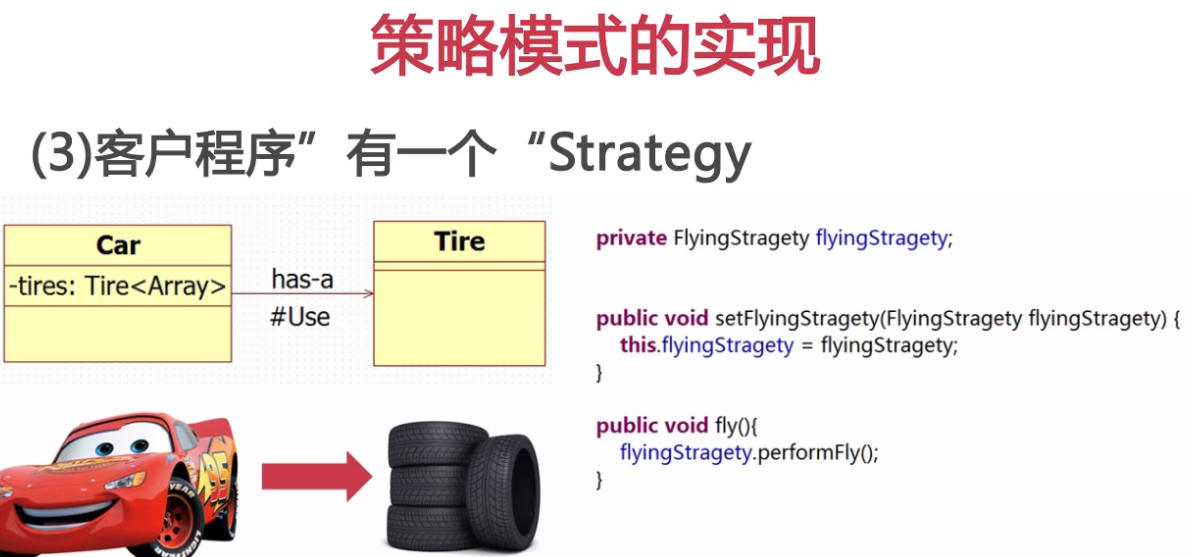 策略模式的实现
(3)客户程序”有一个“Strategy
Car
-tires: Tire<Array>
has-a
#Use
Tire
private FlyingStragety flyingStragety;
public void setFlyingStragety(FlyingStragety flyingStragety) {
this.flyingStragety = flyingStragety;
}
public void fly(){
flyingStragety.performFly();
}
95